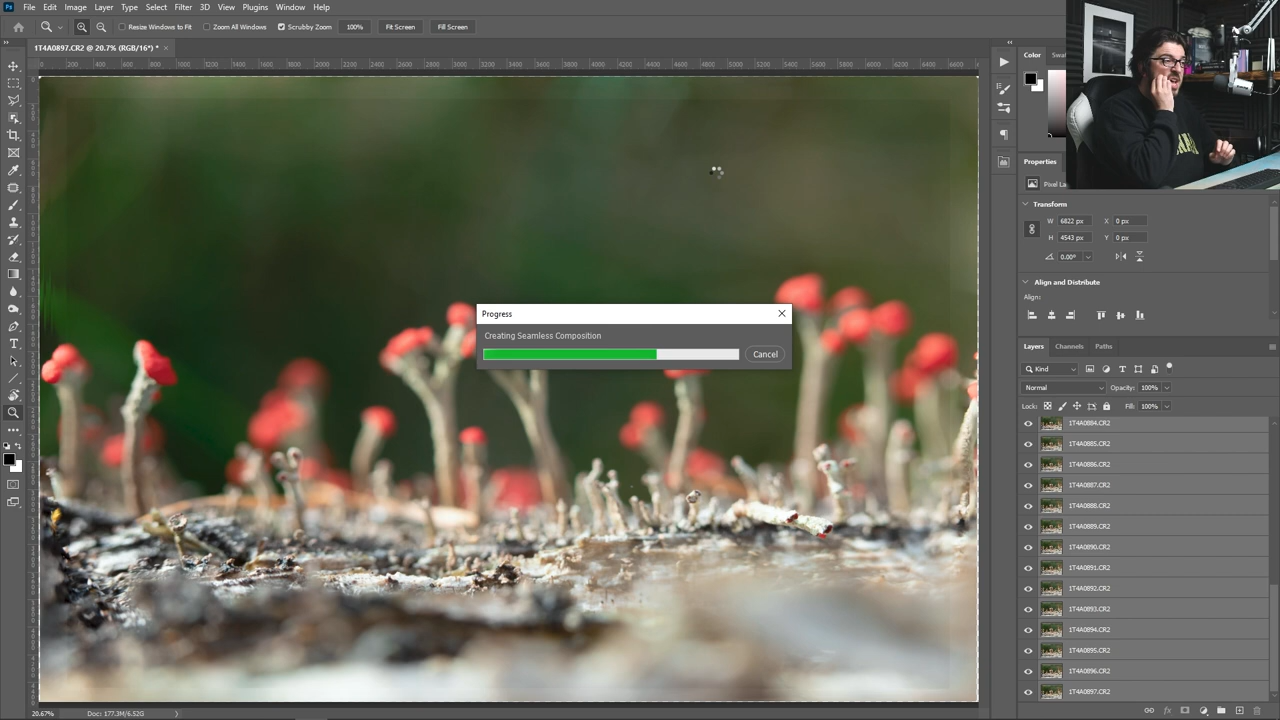 Ps File Edit Image Layer Type Select Filter 3D View Plugins Window Help
Resize Windows to Fit Zoom All Windows Scrubby Zoom 100% Fit Screen Fill Screen
1T4A0897.CR2 @ 20.7% (RGB/16*) * ×
Color Swa
Properties
Pixel La
Transform
W 6822 px X 0 px
H 4543 px Y 0 px
0.00°
Align and Distribute
Align:
Progress
Creating Seamless Composition
Cancel
Layers Channels Paths
Kind
Normal Opacity: 100%
Lock: Fill: 100%
1T4A0884.CR2
1T4A0885.CR2
1T4A0886.CR2
1T4A0887.CR2
1T4A0888.CR2
1T4A0889.CR2
1T4A0890.CR2
1T4A0891.CR2
1T4A0892.CR2
1T4A0893.CR2
1T4A0894.CR2
1T4A0895.CR2
1T4A0896.CR2
1T4A0897.CR2
20.67% Doc: 177.3M/6.52G